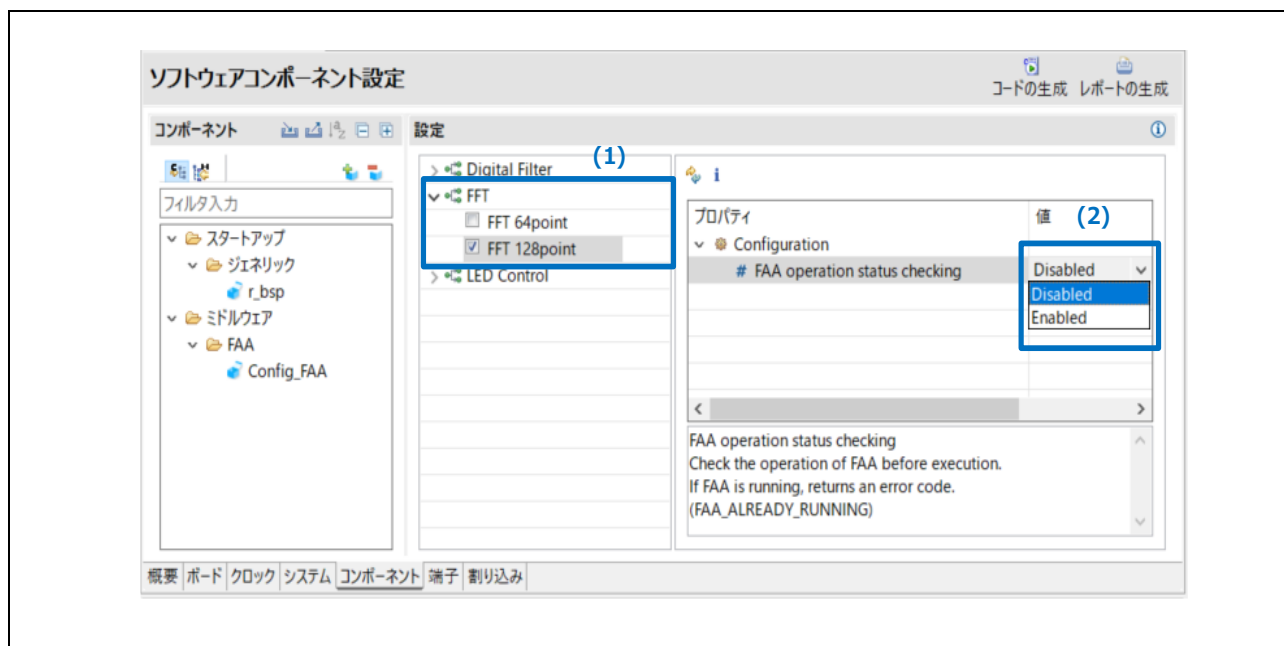 ソフトウェアコンポーネント設定
コードの生成 レポートの生成
コンポーネント
設定
フィルタ入力
スタートアップ
ジェネリック
r_bsp
ミドルウェア
FAA
Config_FAA
(1)
Digital Filter
FFT
FFT 64point
FFT 128point
LED Control
プロパティ 値 (2)
Configuration
# FAA operation status checking Disabled
Disabled
Enabled
FAA operation status checking
Check the operation of FAA before execution.
If FAA is running, returns an error code.
(FAA_ALREADY_RUNNING)
概要 ボード クロック システム コンポーネント 端子 割り込み